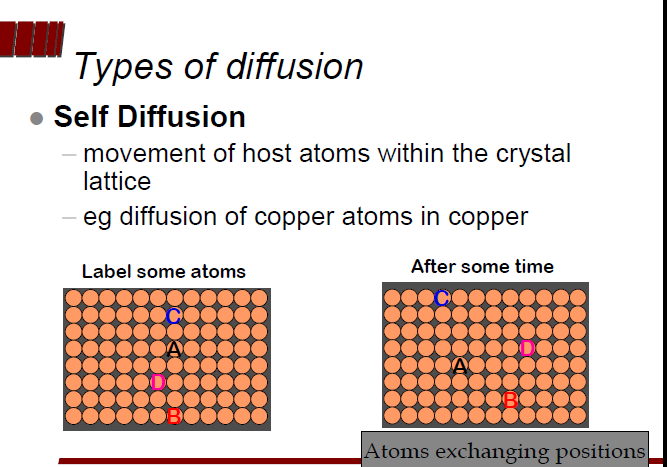 Types of diffusion
Self Diffusion
– movement of host atoms within the crystal
lattice
– eg diffusion of copper atoms in copper
Label some atoms
C
A
D
B
After some time
C
D
A
B
Atoms exchanging positions